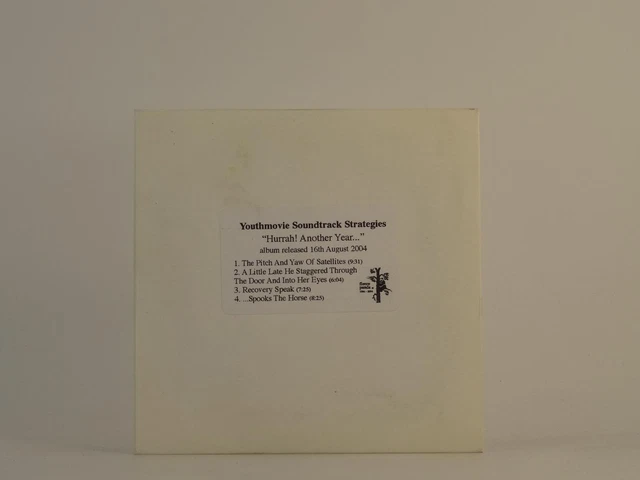 Youthmovie Soundtrack Strategies
"Hurrah! Another Year..."
album released 16th August 2004
1. The Pitch And Yaw Of Satellites (9:31)
2. A Little Late He Staggered Through
The Door And Into Her Eyes (6:04)
3. Recovery Speak (7:25)
4. ...Spooks The Horse (8:23)